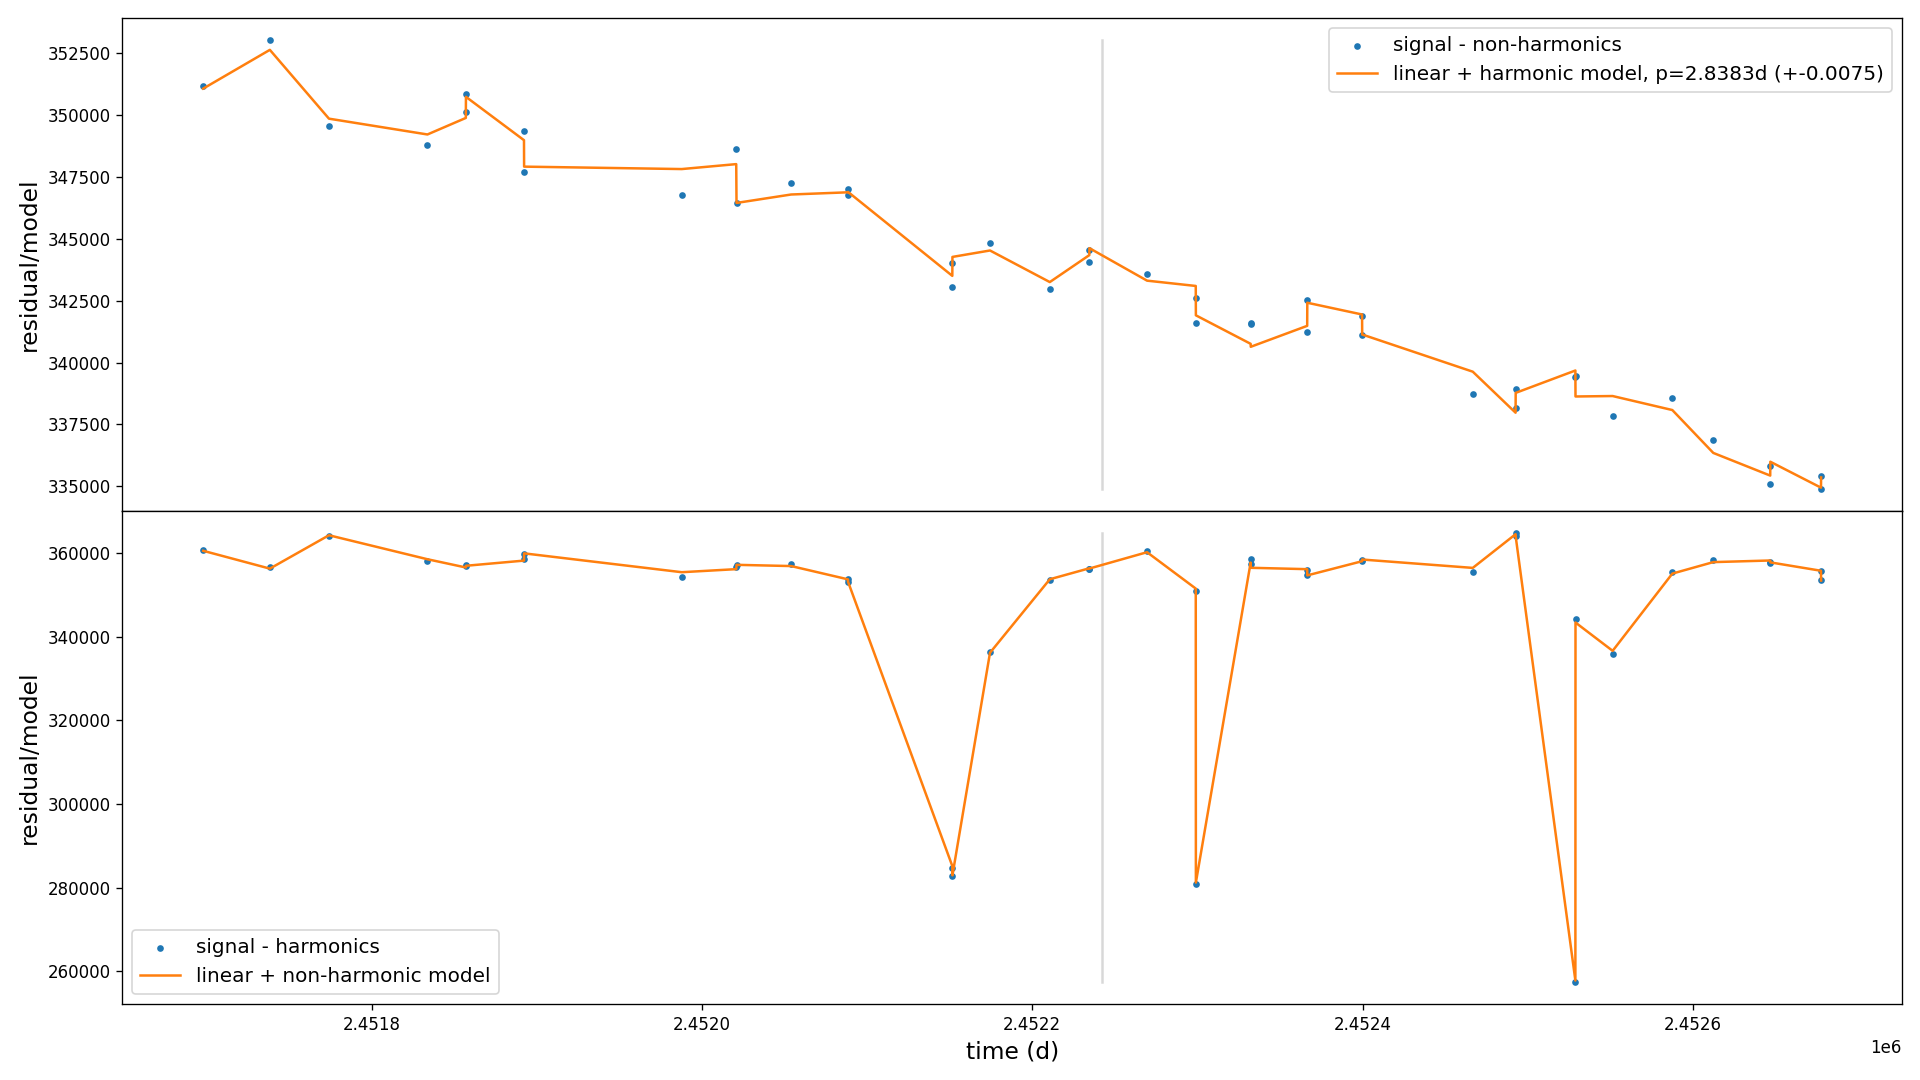 352500
350000
347500
345000
342500
340000
337500
335000
residual/model
signal - non-harmonics
linear + harmonic model, p=2.8383d (+-0.0075)
360000
340000
320000
300000
280000
260000
residual/model
signal - harmonics
linear + non-harmonic model
2.4518
2.4520
2.4522
2.4524
2.4526
time (d)
1e6